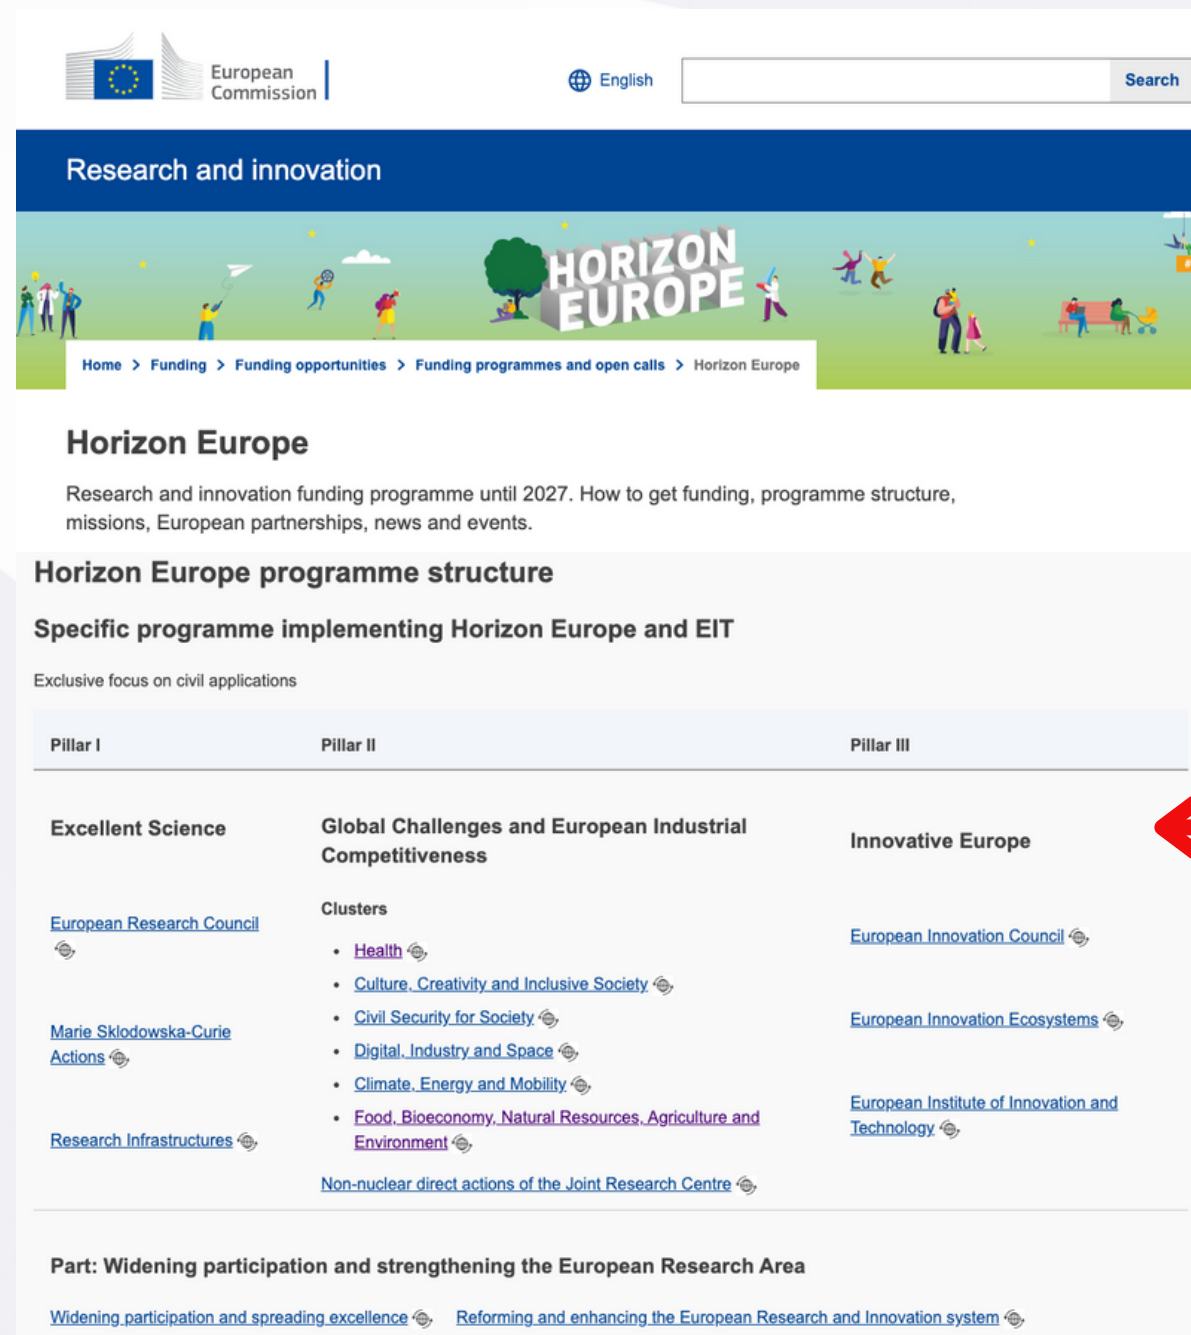 European
Commission
English
Search
Research and innovation
HORIZON
EUROPE
Home > Funding > Funding opportunities > Funding programmes and open calls > Horizon Europe
Horizon Europe
Research and innovation funding programme until 2027. How to get funding, programme structure,
missions, European partnerships, news and events.
Horizon Europe programme structure
Specific programme implementing Horizon Europe and EIT
Exclusive focus on civil applications
Pillar I
Pillar II
Pillar III
Excellent Science
European Research Council
Marie Sklodowska-Curie
Actions
Research Infrastructures
Global Challenges and European Industrial
Competitiveness
Clusters
• Health
• Culture, Creativity and Inclusive Society
• Civil Security for Society
• Digital, Industry and Space
• Climate, Energy and Mobility
• Food, Bioeconomy, Natural Resources, Agriculture and
Environment
Non-nuclear direct actions of the Joint Research Centre
Innovative Europe
European Innovation Council
European Innovation Ecosystems
European Institute of Innovation and
Technology
Part: Widening participation and strengthening the European Research Area
Widening participation and spreading excellence Reforming and enhancing the European Research and Innovation system